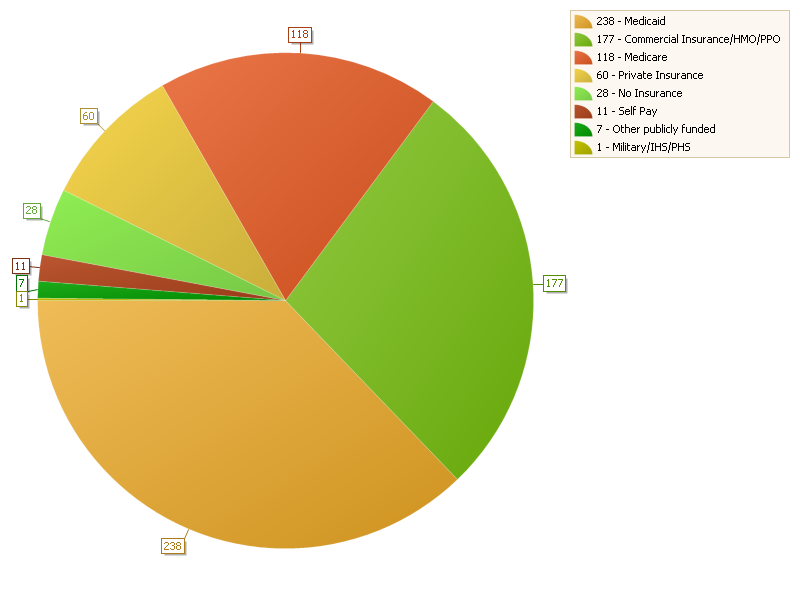 238 - Medicaid
177 - Commercial Insurance/HMO/PPO
118 - Medicare
60 - Private Insurance
28 - No Insurance
11 - Self Pay
7 - Other publicly funded
1 - Military/IHS/PHS
118
60
28
11
7
1
177
238